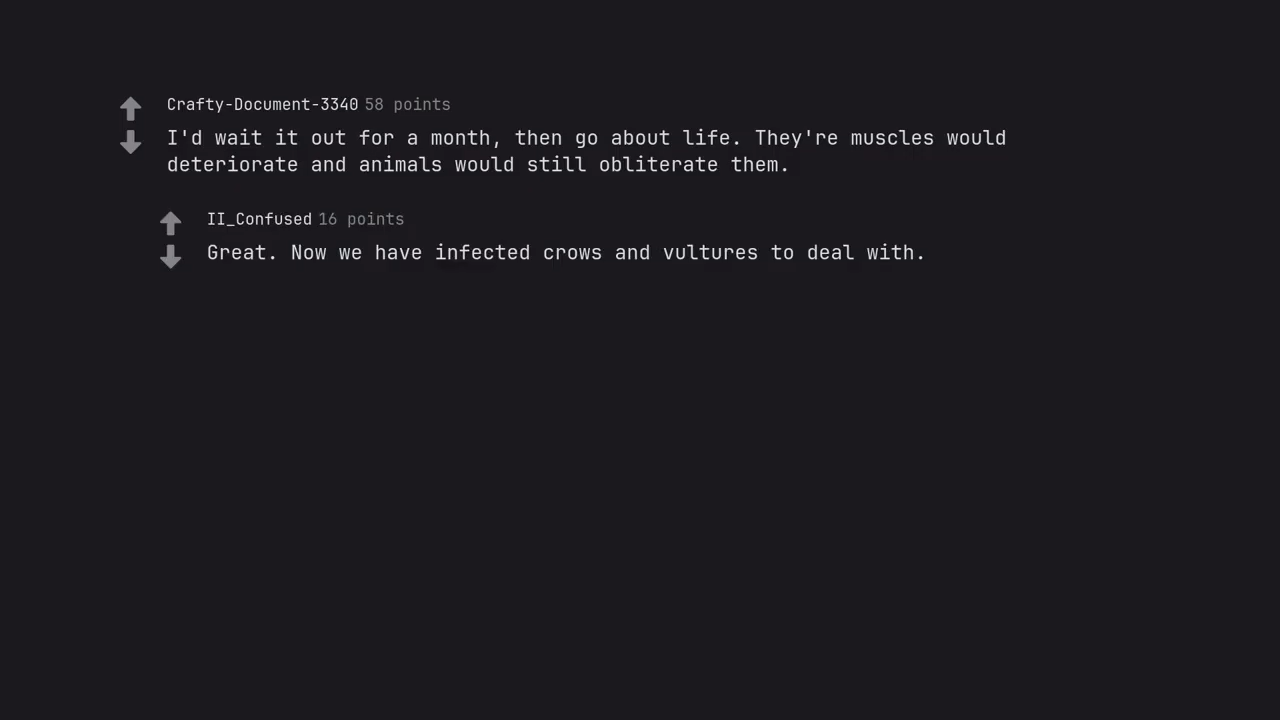 Crafty-Document-3340 58 points
I'd wait it out for a month, then go about life. They're muscles would
deteriorate and animals would still obliterate them.
II_Confused 16 points
Great. Now we have infected crows and vultures to deal with.